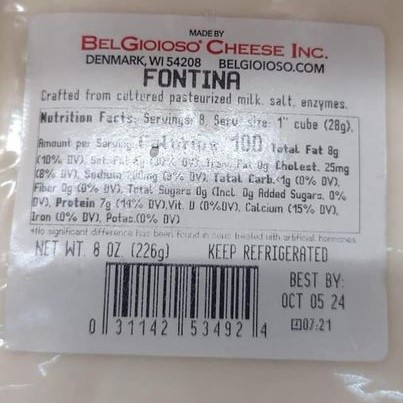 MADE BY
BELGIOIOSO® CHEESE INC.
DENMARK, WI 54208 BELGIOIOSO.COM
FONTINA
Crafted from cultured pasteurized milk, salt, enzymes.
Nutrition Facts: Servings: 8, Serv. size: 1" cube (28g),
Amount per Serving: 100 Total Fat 8g
(10% DV), Sat. Fat (30% DV), Trans Fat 0g Cholest. 25mg
(8% DV), Sodium (9% DV), Total Carb.<1g (0% DV),
Fiber 0g (0% DV), Total Sugars 0g (Incl. 0g Added Sugars, 0%
DV), Protein 7g (14% DV),Vit. D (0%DV), Calcium (15% DV),
Iron (0% DV), Potas.(0% DV)
*No significant difference has been found in cows treated with artificial hormones
NET WT. 8 OZ. (226g) KEEP REFRIGERATED
BEST BY:
OCT 05 24
07:21
0 31142 53492 4